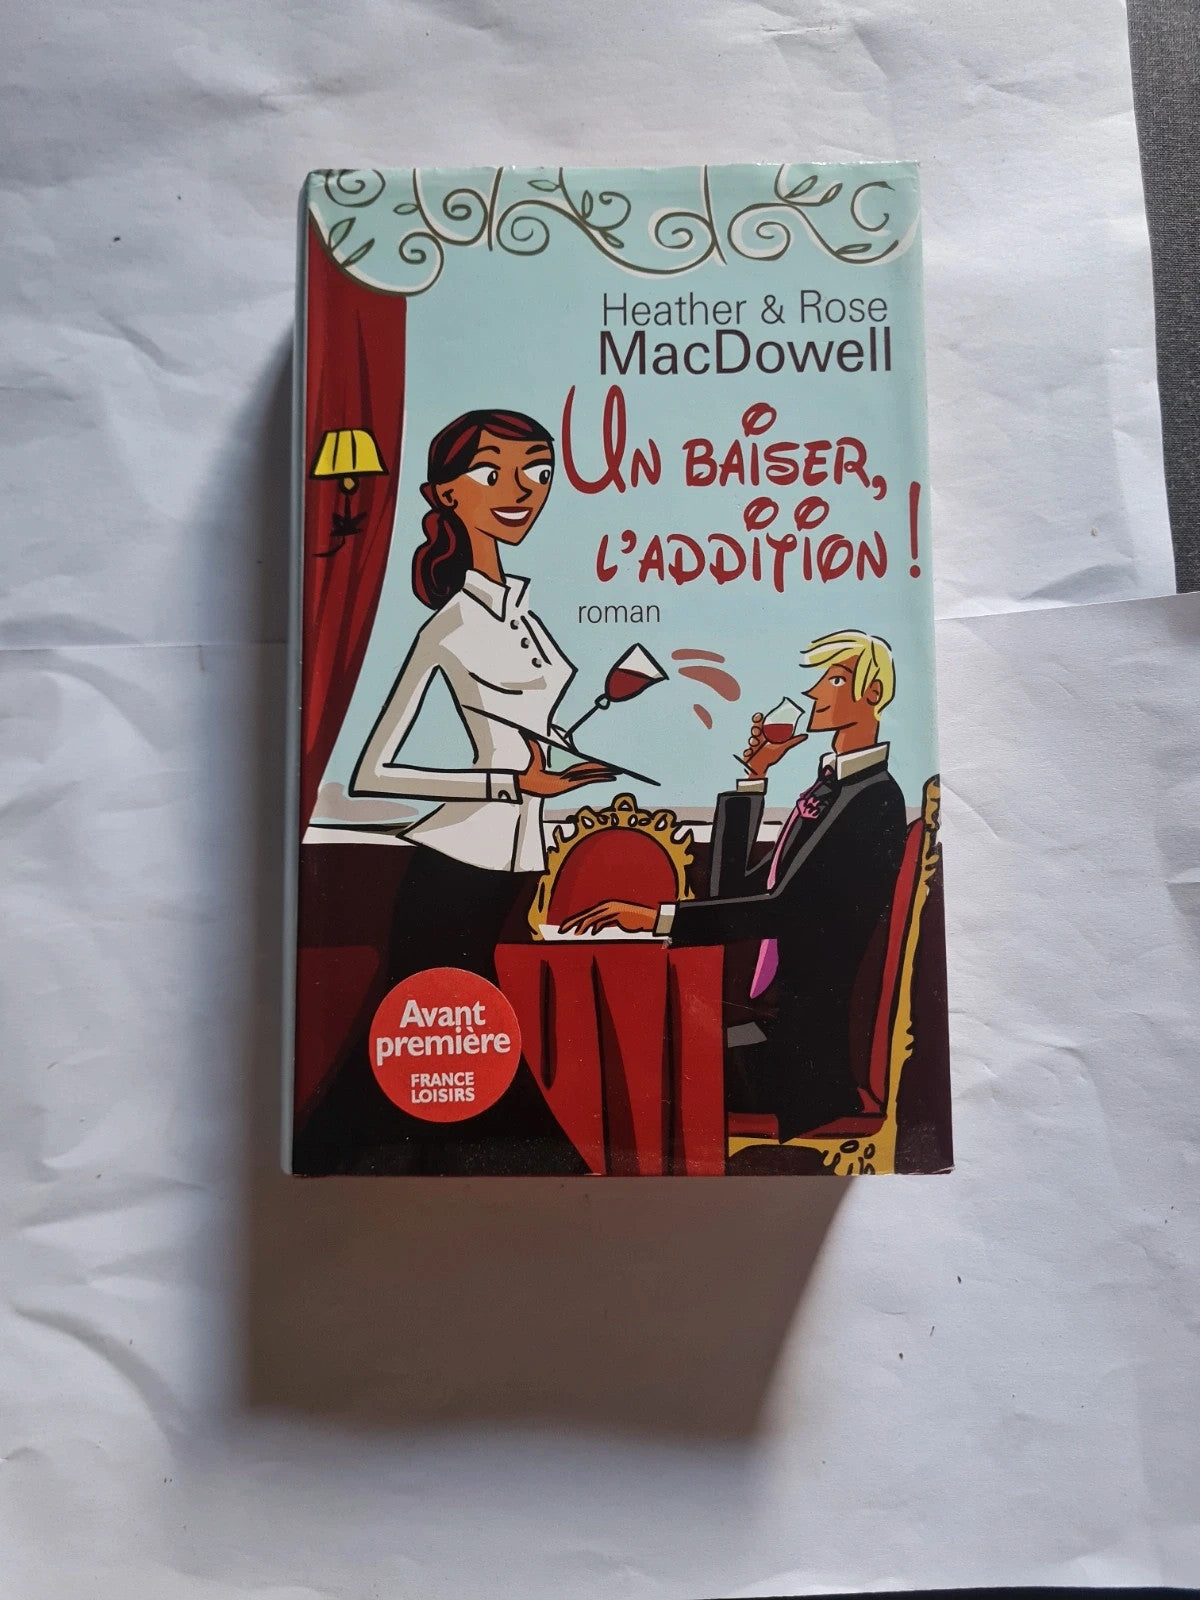 Heather & Rose
MacDowell
Un baiser,
l'addition !
roman
Avant
première
FRANCE
LOISIRS